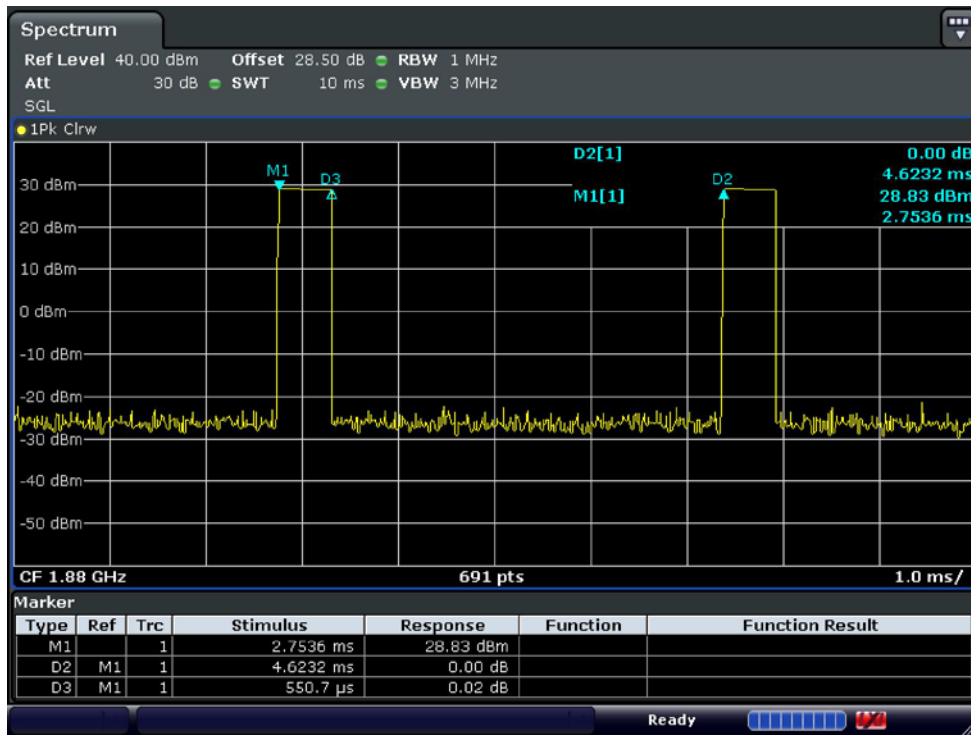 Spectrum
Ref Level 40.00 dBm Offset 28.50 dB RBW 1 MHz
Att 30 dB SWT 10 ms VBW 3 MHz
SGL
1Pk Clrw
D2[1] 0.00 dB
4.6232 ms
M1[1] 28.83 dBm
2.7536 ms
M1
D3
D2
30 dBm
20 dBm
10 dBm
0 dBm
-10 dBm
-20 dBm
-30 dBm
-40 dBm
-50 dBm
CF 1.88 GHz 691 pts 1.0 ms/
Marker
Type Ref Trc Stimulus Response Function Function Result
M1 1 2.7536 ms 28.83 dBm
D2 M1 1 4.6232 ms 0.00 dB
D3 M1 1 550.7 µs 0.02 dB
Ready